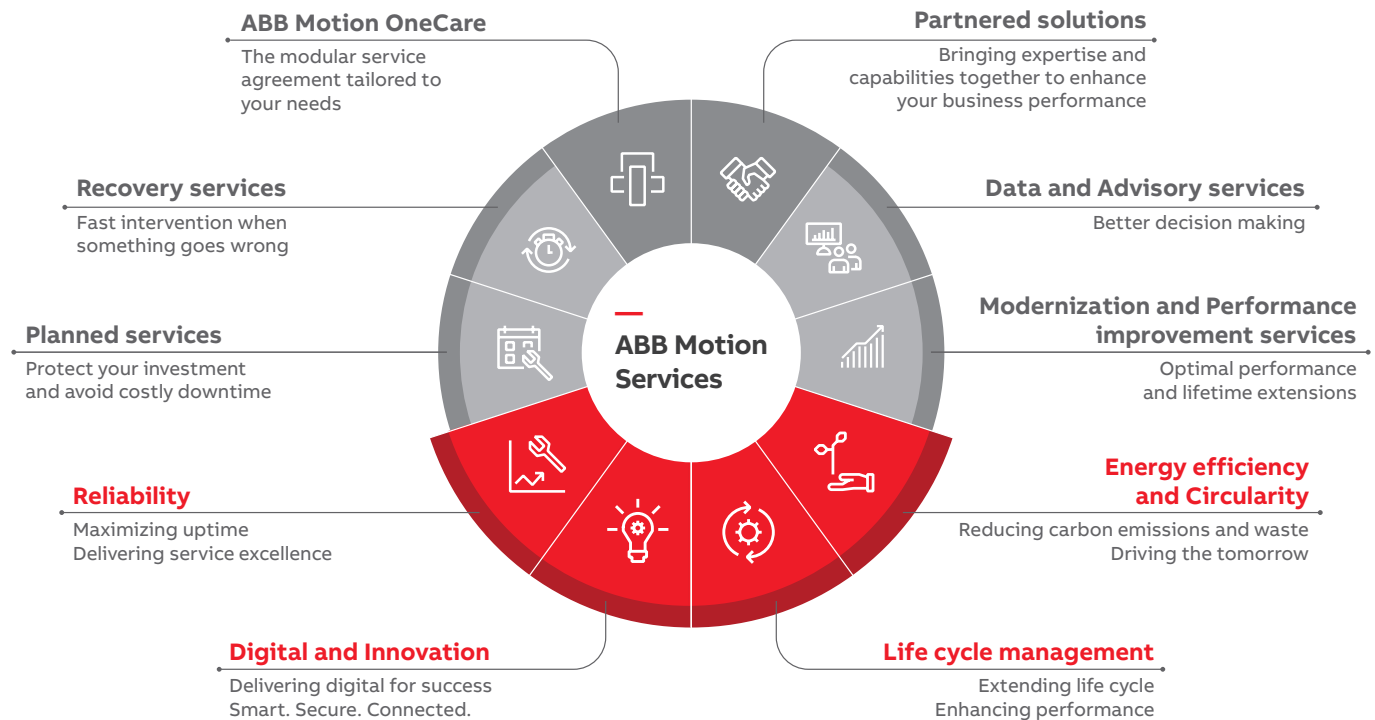 ABB Motion OneCare
The modular service
agreement tailored to
your needs
Partnered solutions
Bringing expertise and
capabilities together to enhance
your business performance
Recovery services
Fast intervention when
something goes wrong
Data and Advisory services
Better decision making
Planned services
Protect your investment
and avoid costly downtime
ABB Motion
Services
Modernization and Performance
improvement services
Optimal performance
and lifetime extensions
Reliability
Maximizing uptime
Delivering service excellence
Energy efficiency
and Circularity
Reducing carbon emissions and waste
Driving the tomorrow
Digital and Innovation
Delivering digital for success
Smart. Secure. Connected.
Life cycle management
Extending life cycle
Enhancing performance